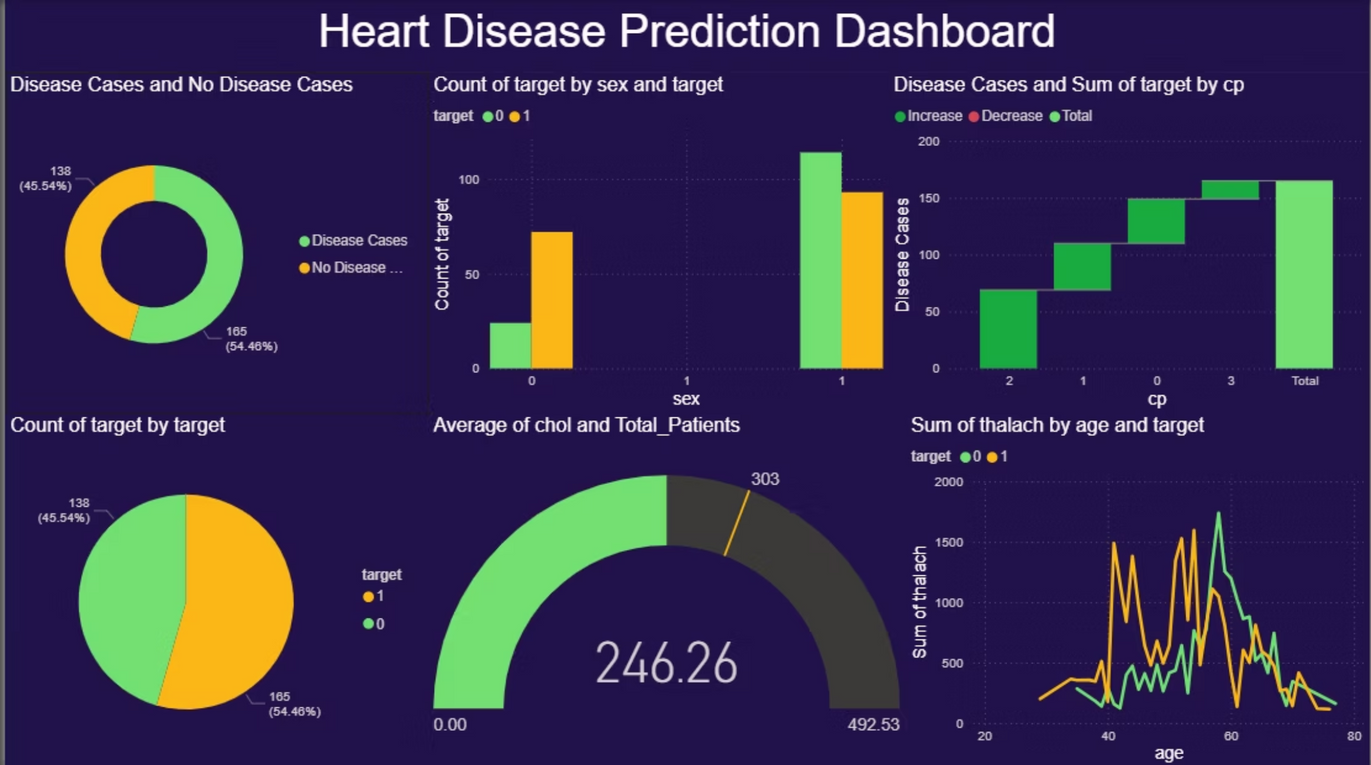 Heart Disease Prediction Dashboard
Disease Cases and No Disease Cases
138
(45.54%)
Disease Cases
No Disease ...
165
(54.46%)
Count of target by sex and target
target 0 1
Count of target
100
50
0
0 1 1
sex
Disease Cases and Sum of target by cp
Increase Decrease Total
Disease Cases
200
150
100
50
0
2 1 0 3 Total
cp
Count of target by target
138
(45.54%)
target
1
0
165
(54.46%)
Average of chol and Total_Patients
303
246.26
0.00
492.53
Sum of thalach by age and target
target 0 1
Sum of thalach
2000
1500
1000
500
0
20 40 60 80
age